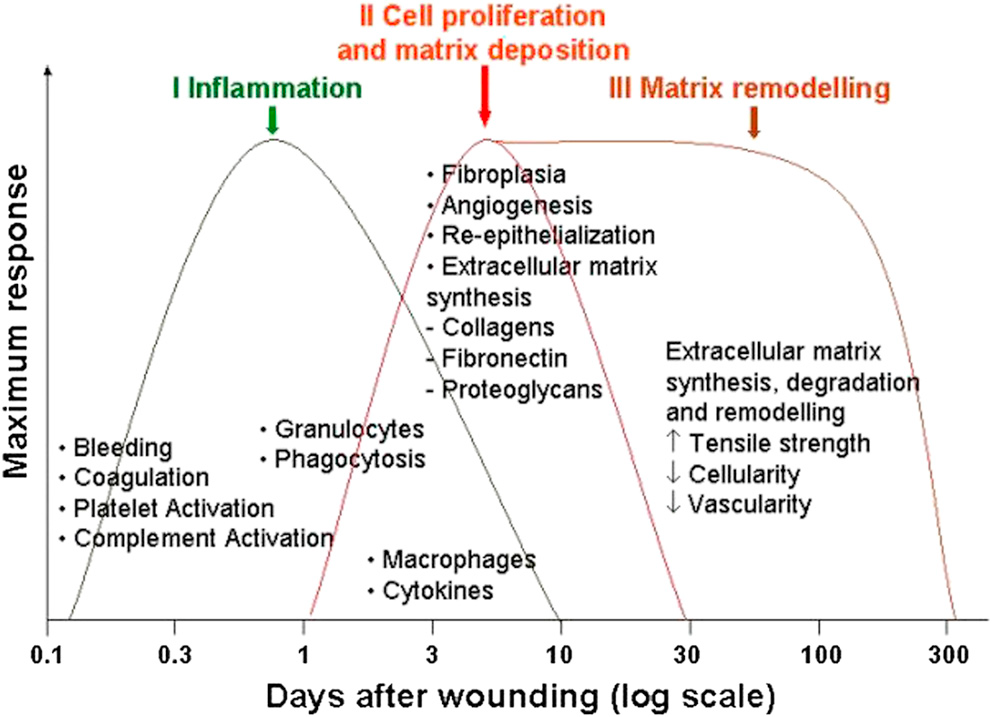 II Cell proliferation
and matrix deposition
I Inflammation
III Matrix remodelling
Maximum response
• Fibroplasia
• Angiogenesis
• Re-epithelialization
• Extracellular matrix
synthesis
- Collagens
- Fibronectin
- Proteoglycans
Extracellular matrix
synthesis, degradation
and remodelling
↑ Tensile strength
↓ Cellularity
↓ Vascularity
• Granulocytes
• Phagocytosis
• Bleeding
• Coagulation
• Platelet Activation
• Complement Activation
• Macrophages
• Cytokines
0.1 0.3 1 3 10 30 100 300
Days after wounding (log scale)